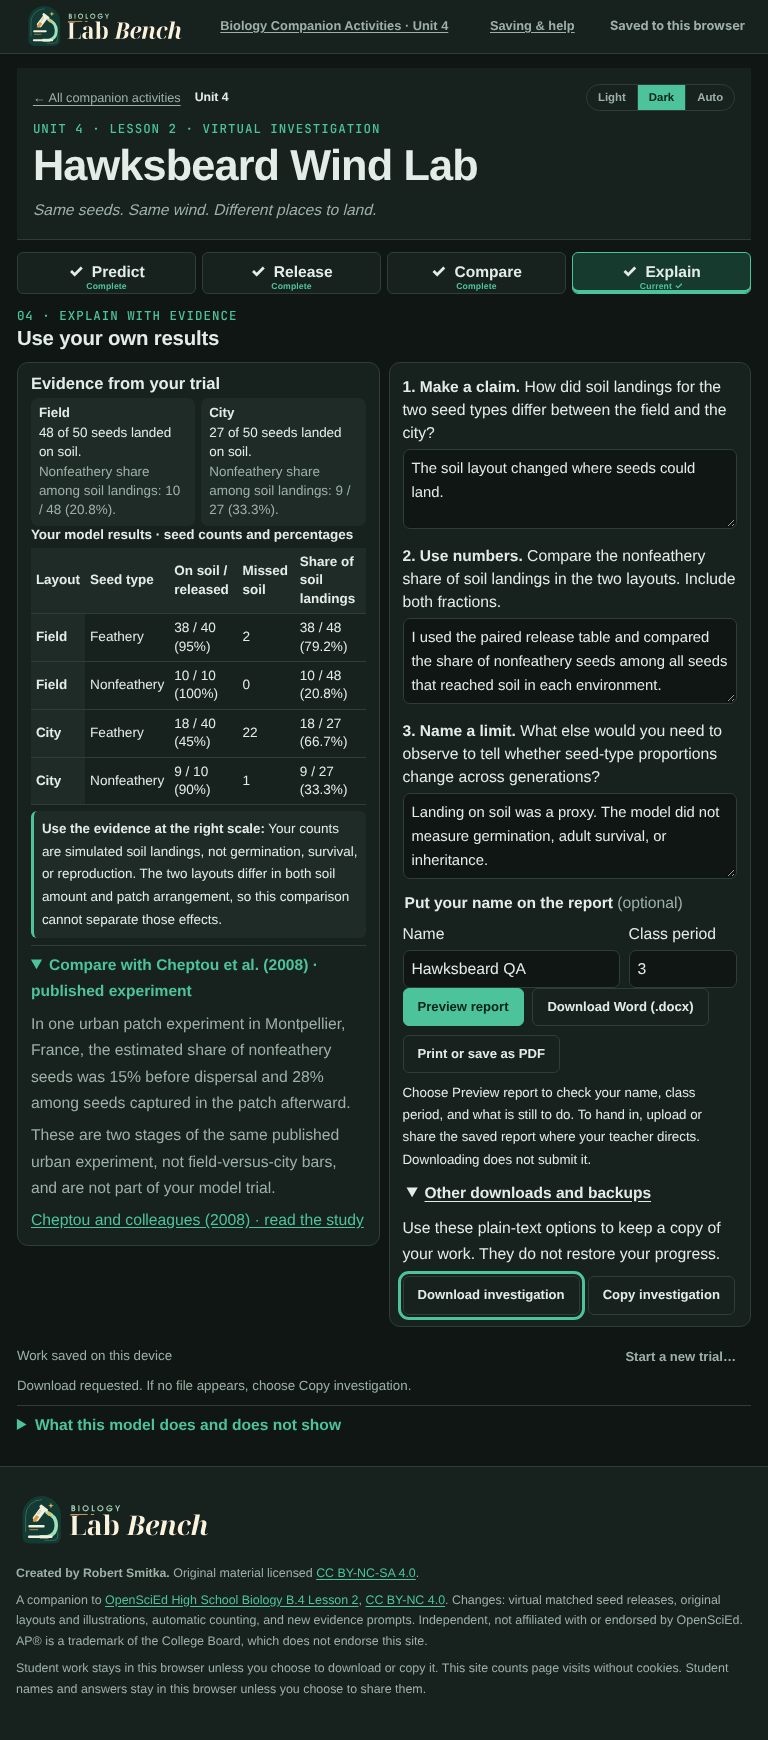 BIOLOGY
Lab Bench
Biology Companion Activities · Unit 4
Saving & help
Saved to this browser
← All companion activities
Unit 4
Light
Dark
Auto
UNIT 4 · LESSON 2 · VIRTUAL INVESTIGATION
Hawksbeard Wind Lab
Same seeds. Same wind. Different places to land.
✓ Predict
Complete
✓ Release
Complete
✓ Compare
Complete
✓ Explain
Current ✓
04 · EXPLAIN WITH EVIDENCE
Use your own results
Evidence from your trial
Field
48 of 50 seeds landed
on soil.
Nonfeathery share
among soil landings: 10
/ 48 (20.8%).
City
27 of 50 seeds landed
on soil.
Nonfeathery share
among soil landings: 9 /
27 (33.3%).
Your model results · seed counts and percentages
Layout Seed type On soil / released Missed soil Share of soil landings
Field Feathery 38 / 40 (95%) 2 38 / 48 (79.2%)
Field Nonfeathery 10 / 10 (100%) 0 10 / 48 (20.8%)
City Feathery 18 / 40 (45%) 22 18 / 27 (66.7%)
City Nonfeathery 9 / 10 (90%) 1 9 / 27 (33.3%)
Use the evidence at the right scale: Your counts
are simulated soil landings, not germination, survival,
or reproduction. The two layouts differ in both soil
amount and patch arrangement, so this comparison
cannot separate those effects.
▼ Compare with Cheptou et al. (2008) ·
published experiment
In one urban patch experiment in Montpellier,
France, the estimated share of nonfeathery
seeds was 15% before dispersal and 28%
among seeds captured in the patch afterward.
These are two stages of the same published
urban experiment, not field-versus-city bars,
and are not part of your model trial.
Cheptou and colleagues (2008) · read the study
1. Make a claim. How did soil landings for the
two seed types differ between the field and the
city?
The soil layout changed where seeds could
land.
2. Use numbers. Compare the nonfeathery
share of soil landings in the two layouts. Include
both fractions.
I used the paired release table and compared
the share of nonfeathery seeds among all seeds
that reached soil in each environment.
3. Name a limit. What else would you need to
observe to tell whether seed-type proportions
change across generations?
Landing on soil was a proxy. The model did not
measure germination, adult survival, or
inheritance.
Put your name on the report (optional)
Name
Class period
Hawksbeard QA
3
Preview report
Download Word (.docx)
Print or save as PDF
Choose Preview report to check your name, class
period, and what is still to do. To hand in, upload or
share the saved report where your teacher directs.
Downloading does not submit it.
▼ Other downloads and backups
Use these plain-text options to keep a copy of
your work. They do not restore your progress.
Download investigation
Copy investigation
Work saved on this device
Start a new trial…
Download requested. If no file appears, choose Copy investigation.
▶ What this model does and does not show
BIOLOGY
Lab Bench
Created by Robert Smitka. Original material licensed CC BY-NC-SA 4.0.
A companion to OpenSciEd High School Biology B.4 Lesson 2, CC BY-NC 4.0. Changes: virtual matched seed releases, original
layouts and illustrations, automatic counting, and new evidence prompts. Independent, not affiliated with or endorsed by OpenSciEd.
AP® is a trademark of the College Board, which does not endorse this site.
Student work stays in this browser unless you choose to download or copy it. This site counts page visits without cookies. Student
names and answers stay in this browser unless you choose to share them.